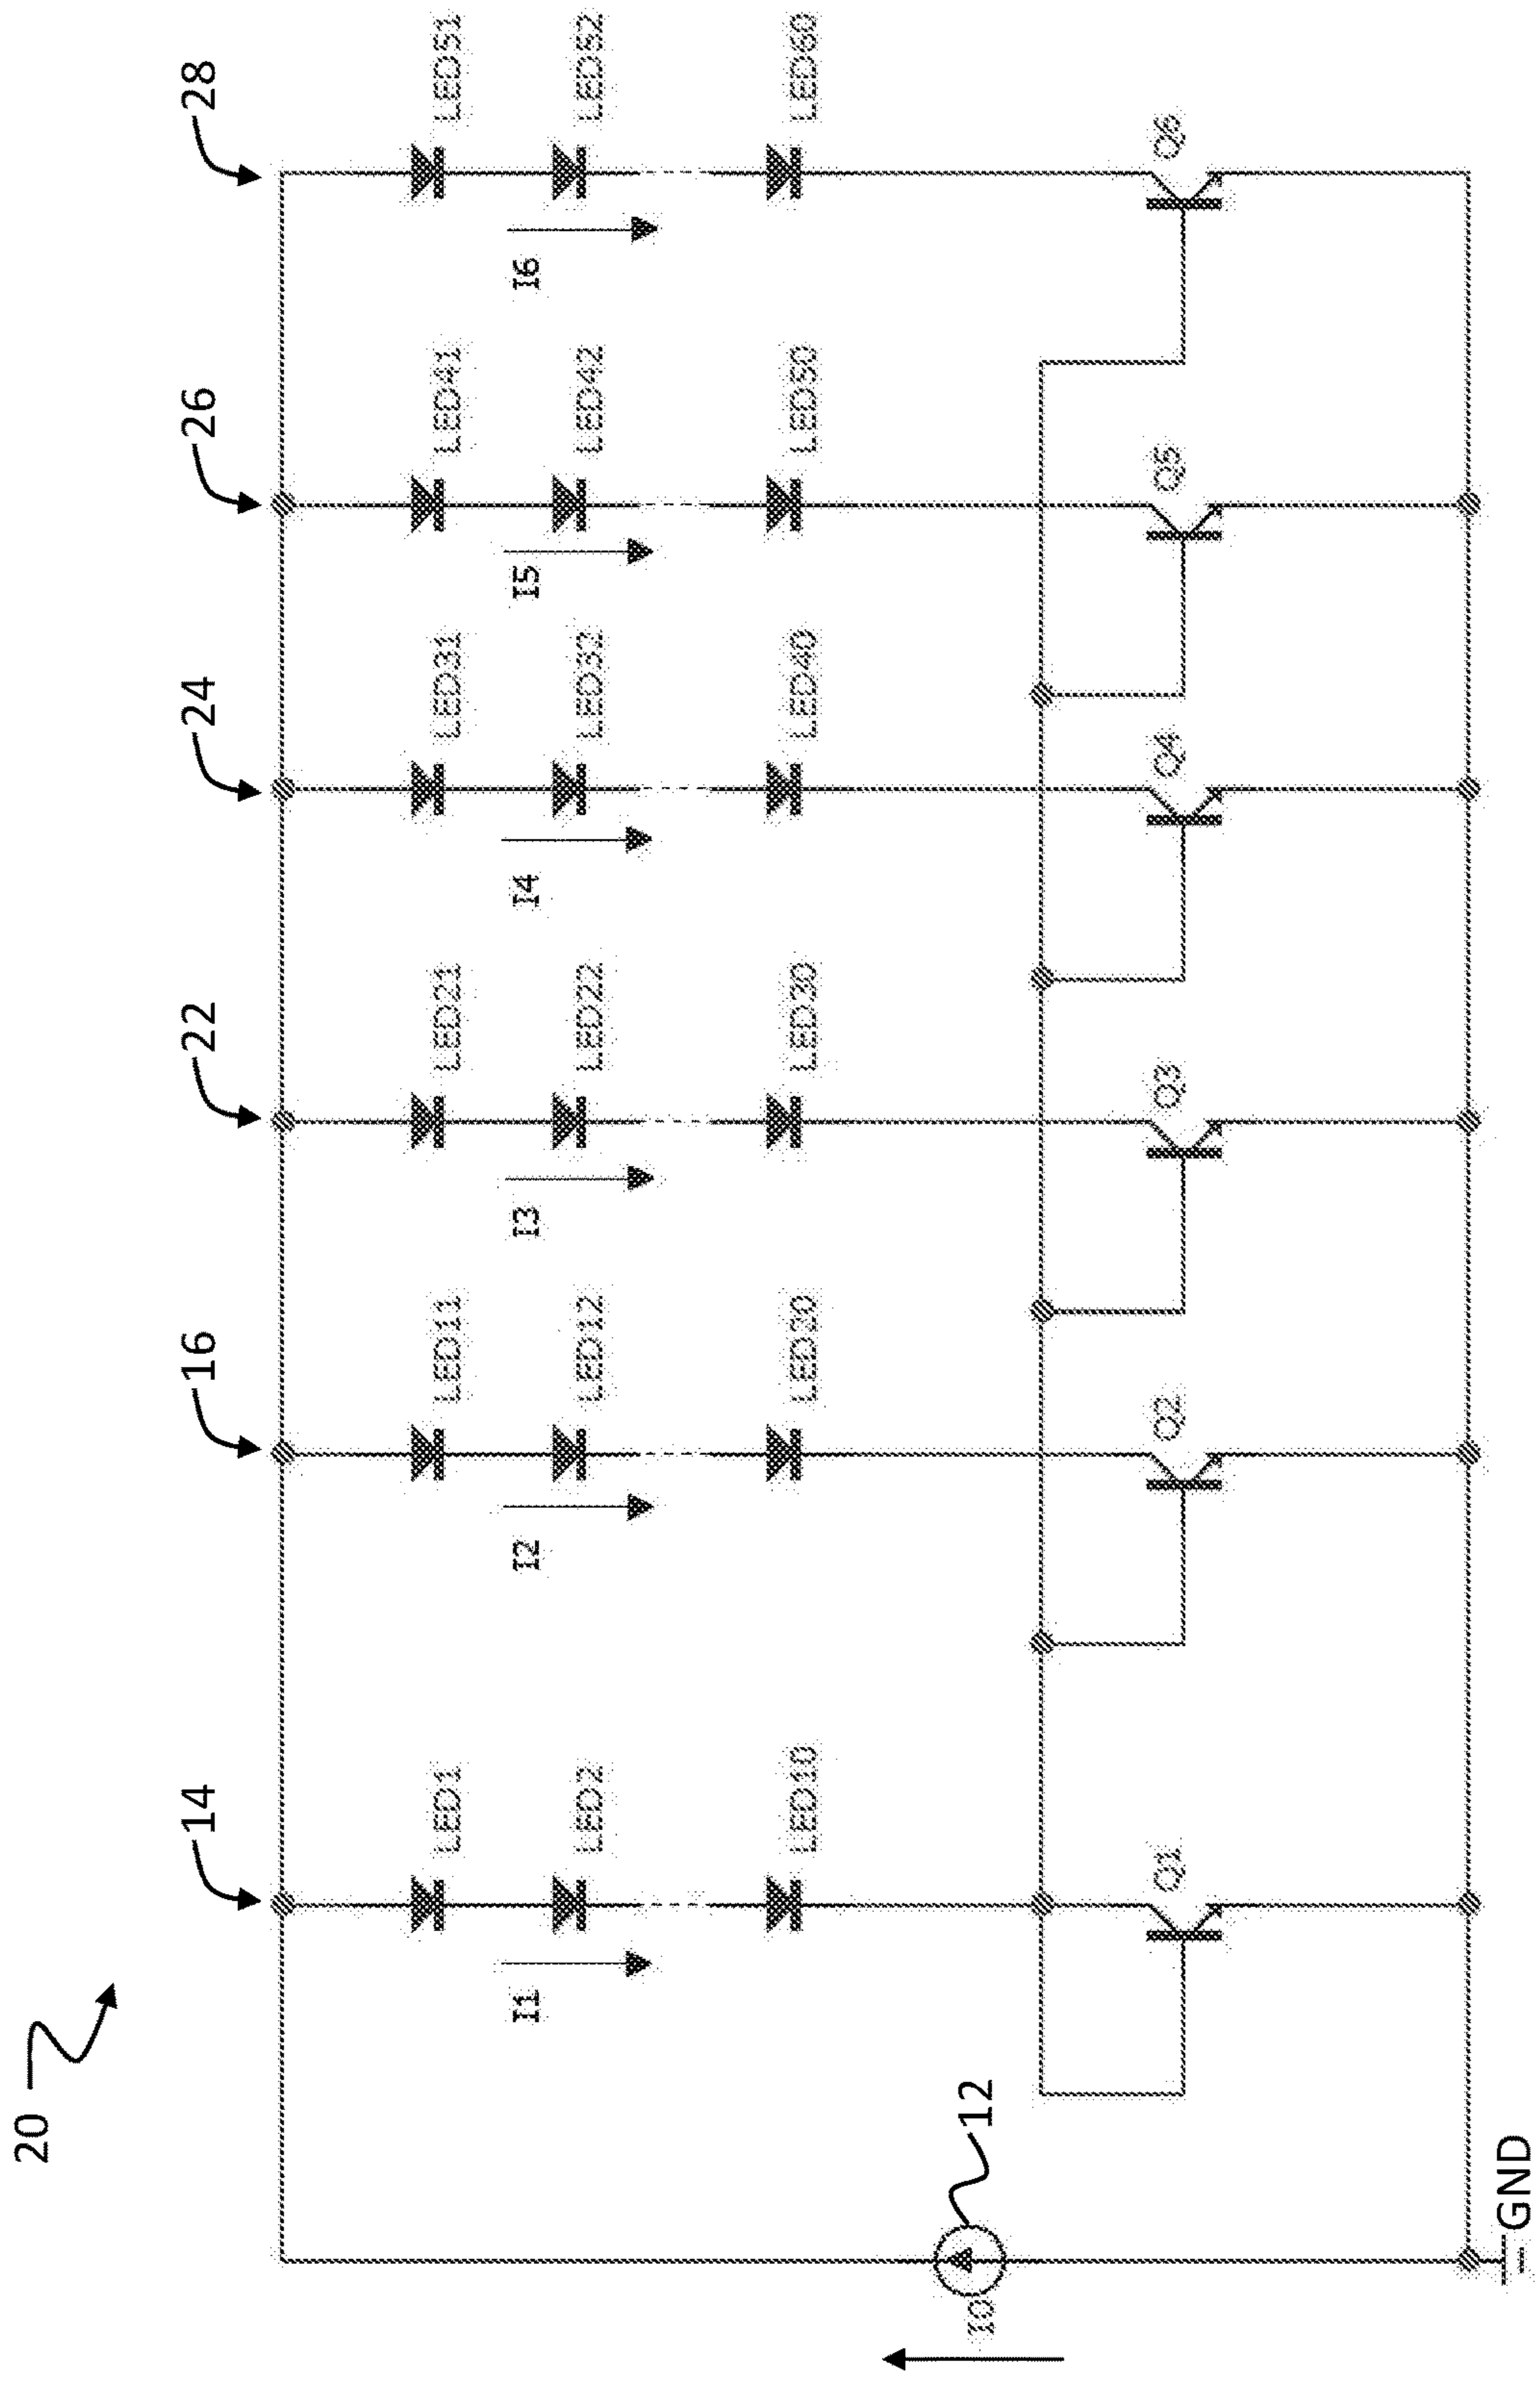 20
14
16
22
24
26
28
LED1
LED11
LED21
LED31
LED41
LED51
I1
I2
I3
I4
I5
I6
LED2
LED12
LED22
LED32
LED42
LED52
LED10
LED20
LED30
LED40
LED50
LED60
I0
12
Q1
Q2
Q3
Q4
Q5
Q6
GND